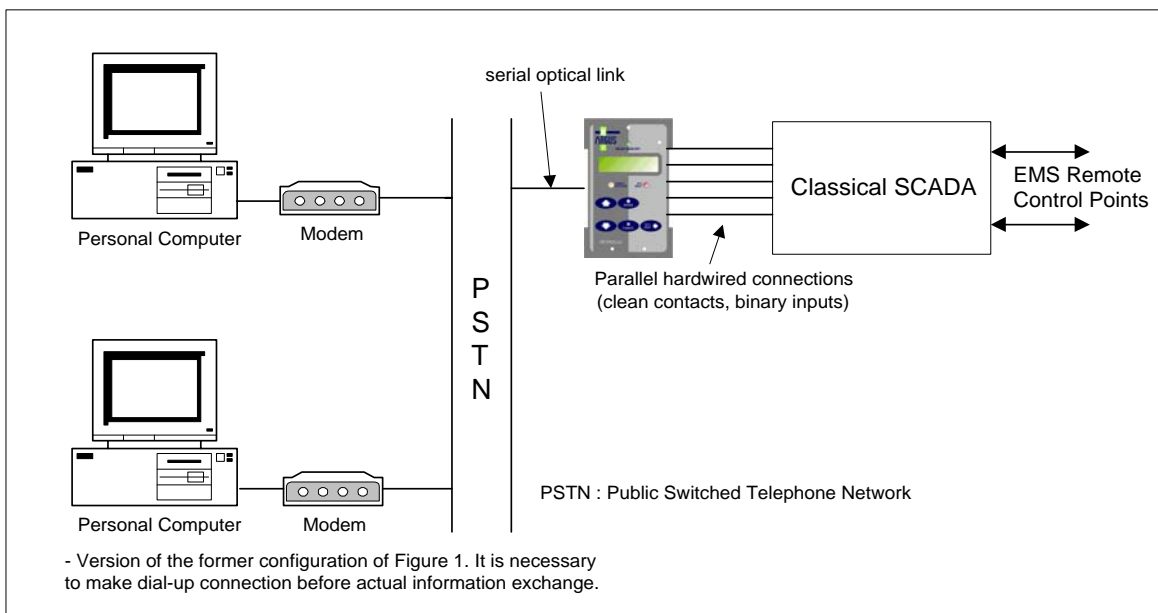 serial optical link
ARGUS
Classical SCADA
EMS Remote
Control Points
Personal Computer
Modem
Parallel hardwired connections
(clean contacts, binary inputs)
P
S
T
N
PSTN : Public Switched Telephone Network
Personal Computer
Modem
- Version of the former configuration of Figure 1. It is necessary
to make dial-up connection before actual information exchange.